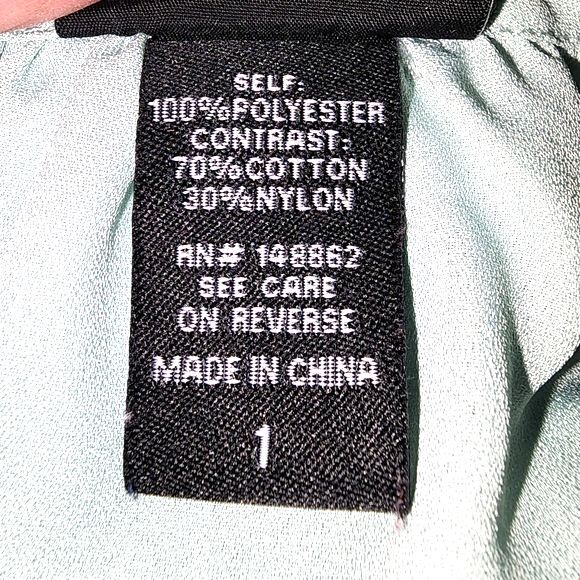 SELF:
100%POLYESTER
CONTRAST:
70%COTTON
30%NYLON
RN# 148862
SEE CARE
ON REVERSE
MADE IN CHINA
1